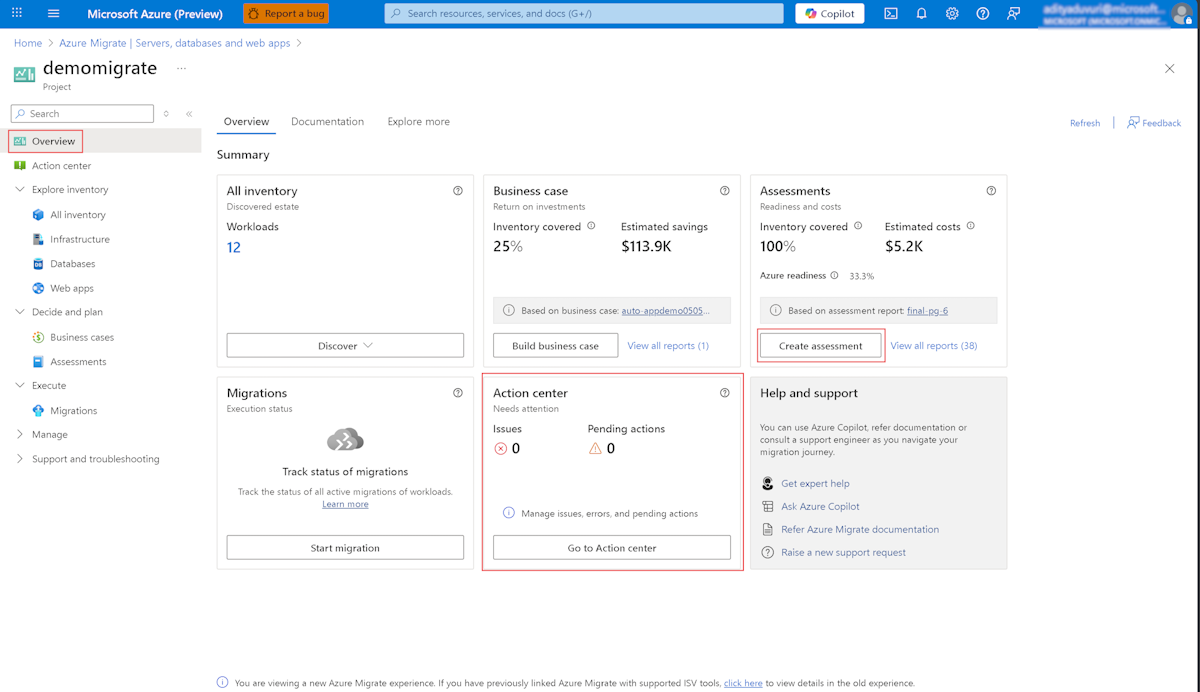 Microsoft Azure (Preview)
Report a bug
Search resources, services, and docs (G+/)
Copilot
Home > Azure Migrate | Servers, databases and web apps >
demomigrate
Project
Search
Overview
Action center
Explore inventory
All inventory
Infrastructure
Databases
Web apps
Decide and plan
Business cases
Assessments
Execute
Migrations
Manage
Support and troubleshooting
Overview Documentation Explore more
Refresh | Feedback
Summary
All inventory
Discovered estate
Workloads
12
Discover
Business case
Return on investments
Inventory covered Estimated savings
25% $113.9K
Based on business case: auto-appdemo0505...
Build business case View all reports (1)
Assessments
Readiness and costs
Inventory covered Estimated costs
100% $5.2K
Azure readiness 33.3%
Based on assessment report: final-pg-6
Create assessment View all reports (38)
Migrations
Execution status
Track status of migrations
Track the status of all active migrations of workloads.
Learn more
Start migration
Action center
Needs attention
Issues Pending actions
0 0
Manage issues, errors, and pending actions
Go to Action center
Help and support
You can use Azure Copilot, refer documentation or
consult a support engineer as you navigate your
migration journey.
Get expert help
Ask Azure Copilot
Refer Azure Migrate documentation
Raise a new support request
You are viewing a new Azure Migrate experience. If you have previously linked Azure Migrate with supported ISV tools, click here to view details in the old experience.